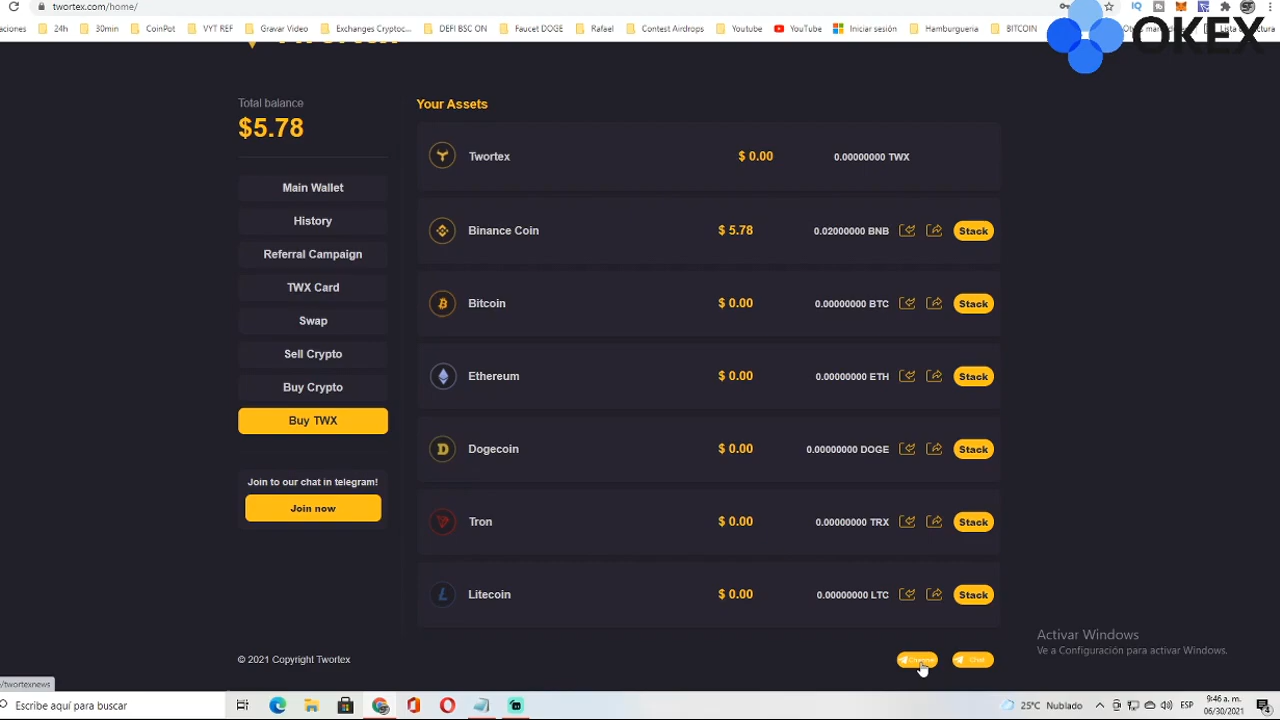 twortex.com/home/
aciones 24h 30min CoinPot VYT REF Gravar Video Exchanges Cryptoc... DEFI BSC ON Faucet DOGE Rafael Contest Airdrops Youtube YouTube Iniciar sesión Hamburgueria BITCOIN
OKEX
Total balance
$5.78
Main Wallet
History
Referral Campaign
TWX Card
Swap
Sell Crypto
Buy Crypto
Buy TWX
Join to our chat in telegram!
Join now
Your Assets
Twortex $ 0.00 0.00000000 TWX
Binance Coin $ 5.78 0.02000000 BNB Stack
Bitcoin $ 0.00 0.00000000 BTC Stack
Ethereum $ 0.00 0.00000000 ETH Stack
Dogecoin $ 0.00 0.00000000 DOGE Stack
Tron $ 0.00 0.00000000 TRX Stack
Litecoin $ 0.00 0.00000000 LTC Stack
© 2021 Copyright Twortex
Chat
Activar Windows
Ve a Configuración para activar Windows.
/twortexnews
Escribe aquí para buscar
25°C Nublado
ESP
9:46 a. m.
06/30/2021
4